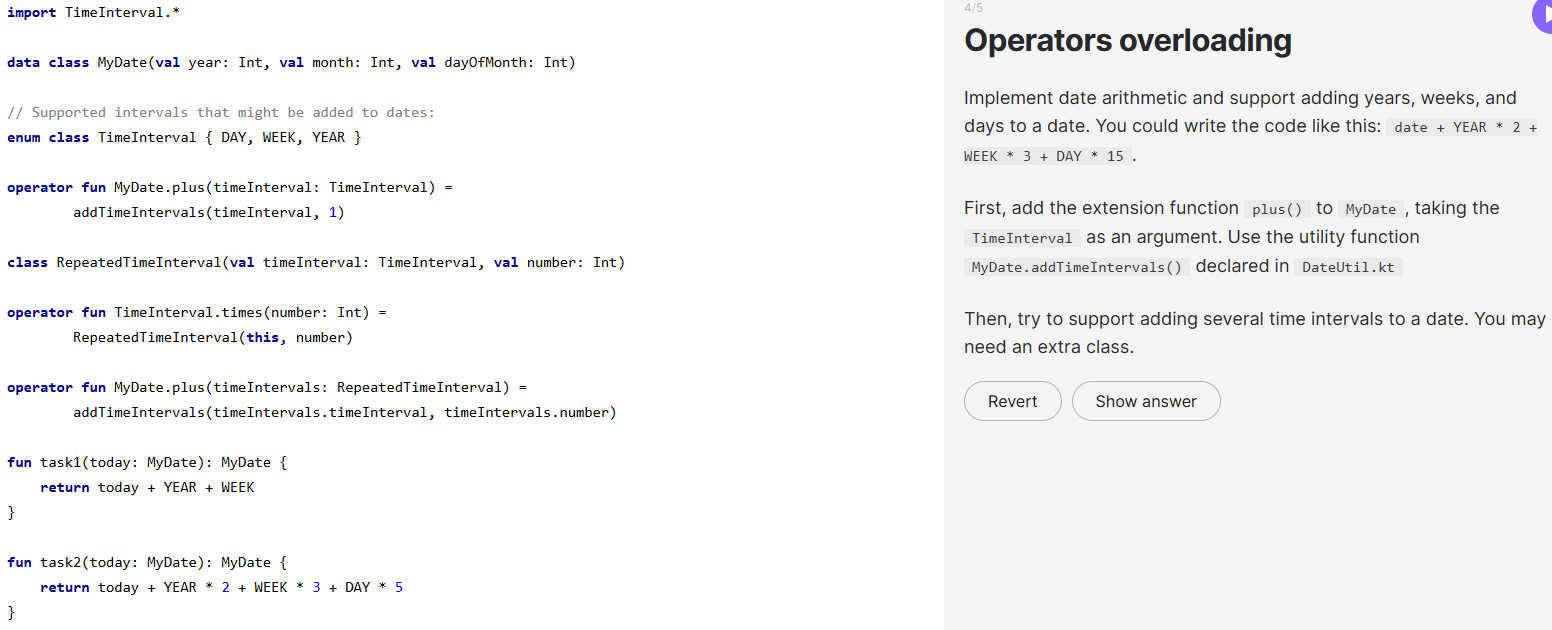 import TimeInterval.*
data class MyDate(val year: Int, val month: Int, val dayOfMonth: Int)
// Supported intervals that might be added to dates:
enum class TimeInterval { DAY, WEEK, YEAR }
operator fun MyDate.plus(timeInterval: TimeInterval) =
        addTimeIntervals(timeInterval, 1)
class RepeatedTimeInterval(val timeInterval: TimeInterval, val number: Int)
operator fun TimeInterval.times(number: Int) =
        RepeatedTimeInterval(this, number)
operator fun MyDate.plus(timeIntervals: RepeatedTimeInterval) =
        addTimeIntervals(timeIntervals.timeInterval, timeIntervals.number)
fun task1(today: MyDate): MyDate {
    return today + YEAR + WEEK
}
fun task2(today: MyDate): MyDate {
    return today + YEAR * 2 + WEEK * 3 + DAY * 5
}
4/5
Operators overloading
Implement date arithmetic and support adding years, weeks, and
days to a date. You could write the code like this: date + YEAR * 2 +
WEEK * 3 + DAY * 15 .
First, add the extension function plus() to MyDate , taking the
TimeInterval as an argument. Use the utility function
MyDate.addTimeIntervals() declared in DateUtil.kt
Then, try to support adding several time intervals to a date. You may
need an extra class.
Revert
Show answer